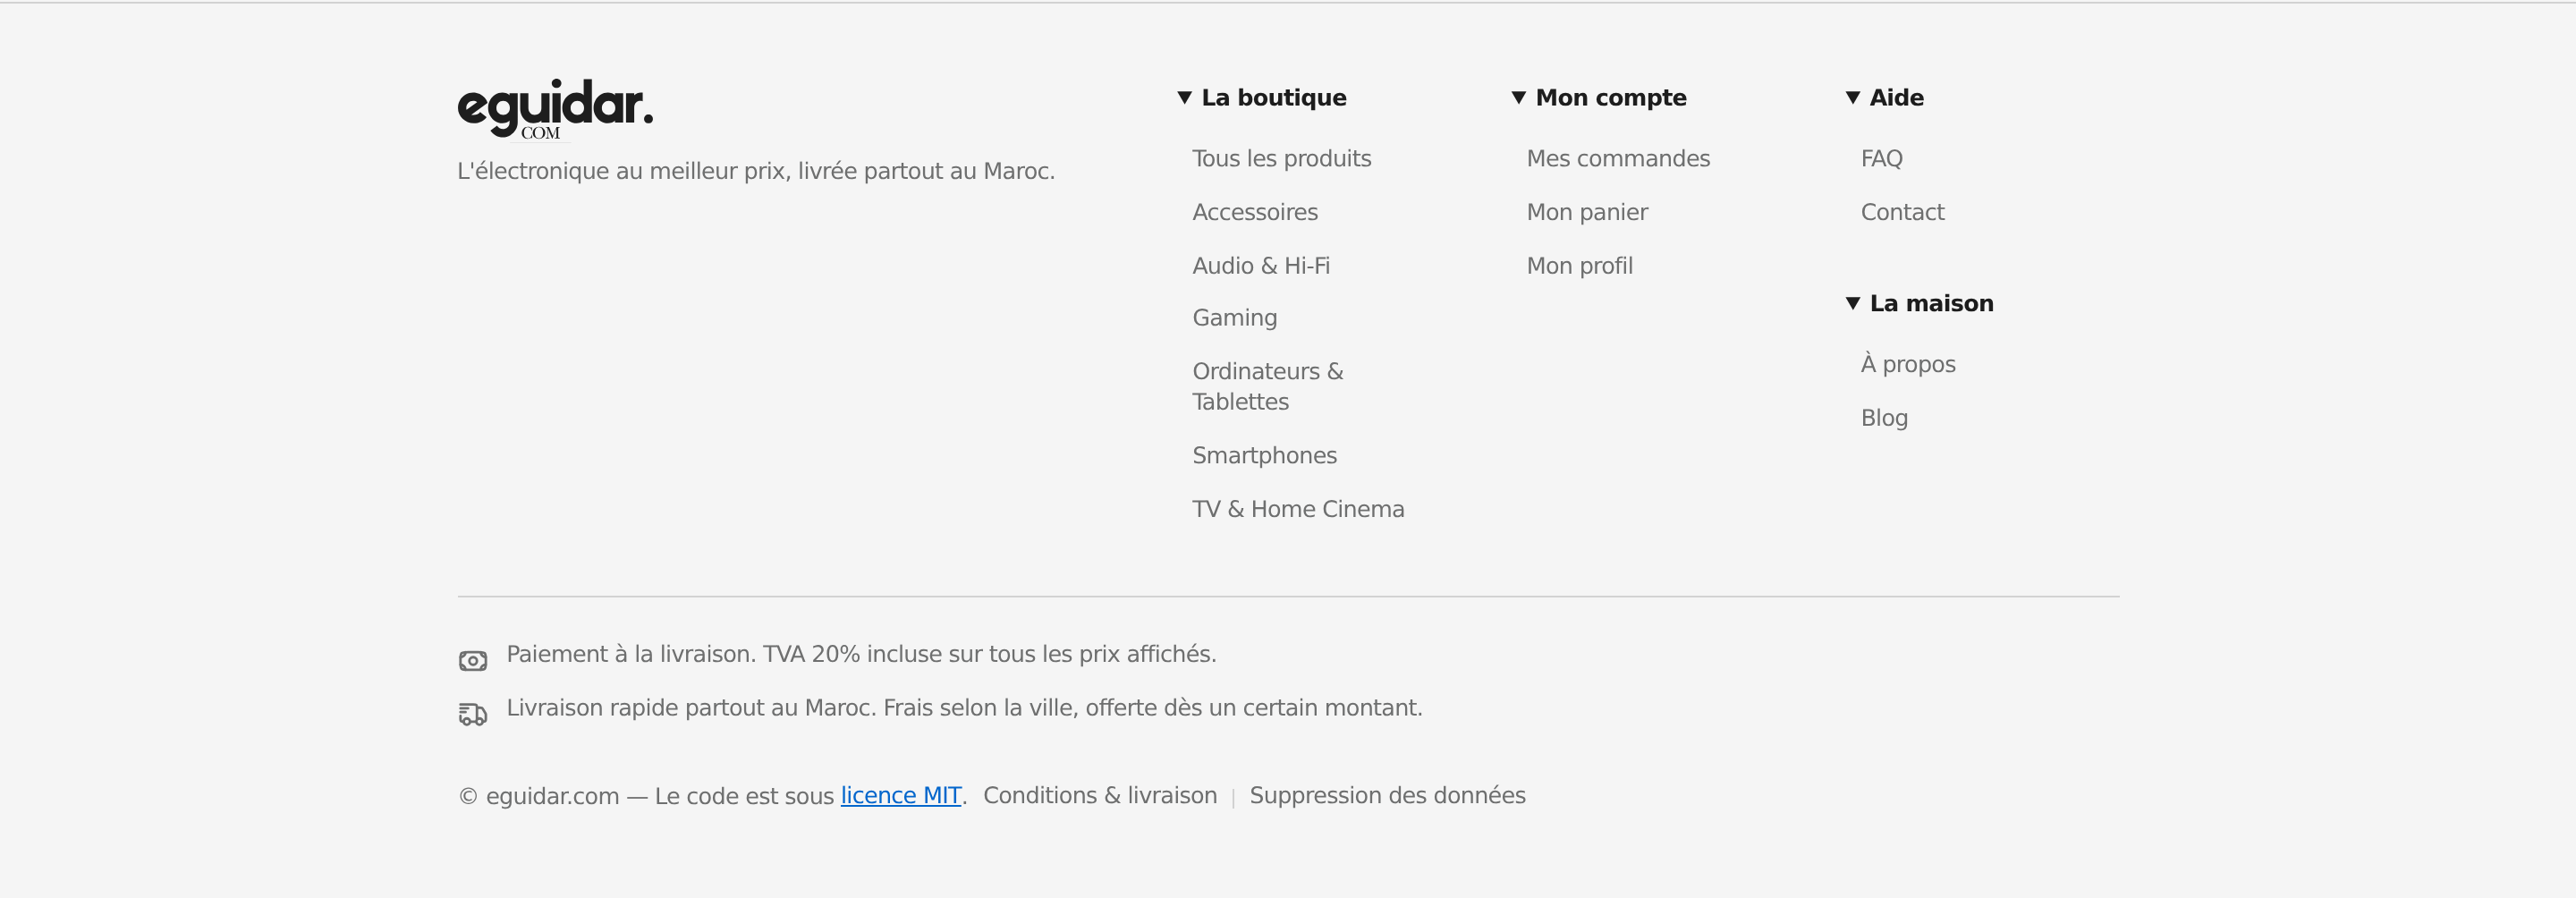 eguidar.
COM
L'électronique au meilleur prix, livrée partout au Maroc.
La boutique
Tous les produits
Accessoires
Audio & Hi-Fi
Gaming
Ordinateurs &
Tablettes
Smartphones
TV & Home Cinema
Mon compte
Mes commandes
Mon panier
Mon profil
Aide
FAQ
Contact
La maison
À propos
Blog
Paiement à la livraison. TVA 20% incluse sur tous les prix affichés.
Livraison rapide partout au Maroc. Frais selon la ville, offerte dès un certain montant.
© eguidar.com — Le code est sous licence MIT. Conditions & livraison | Suppression des données